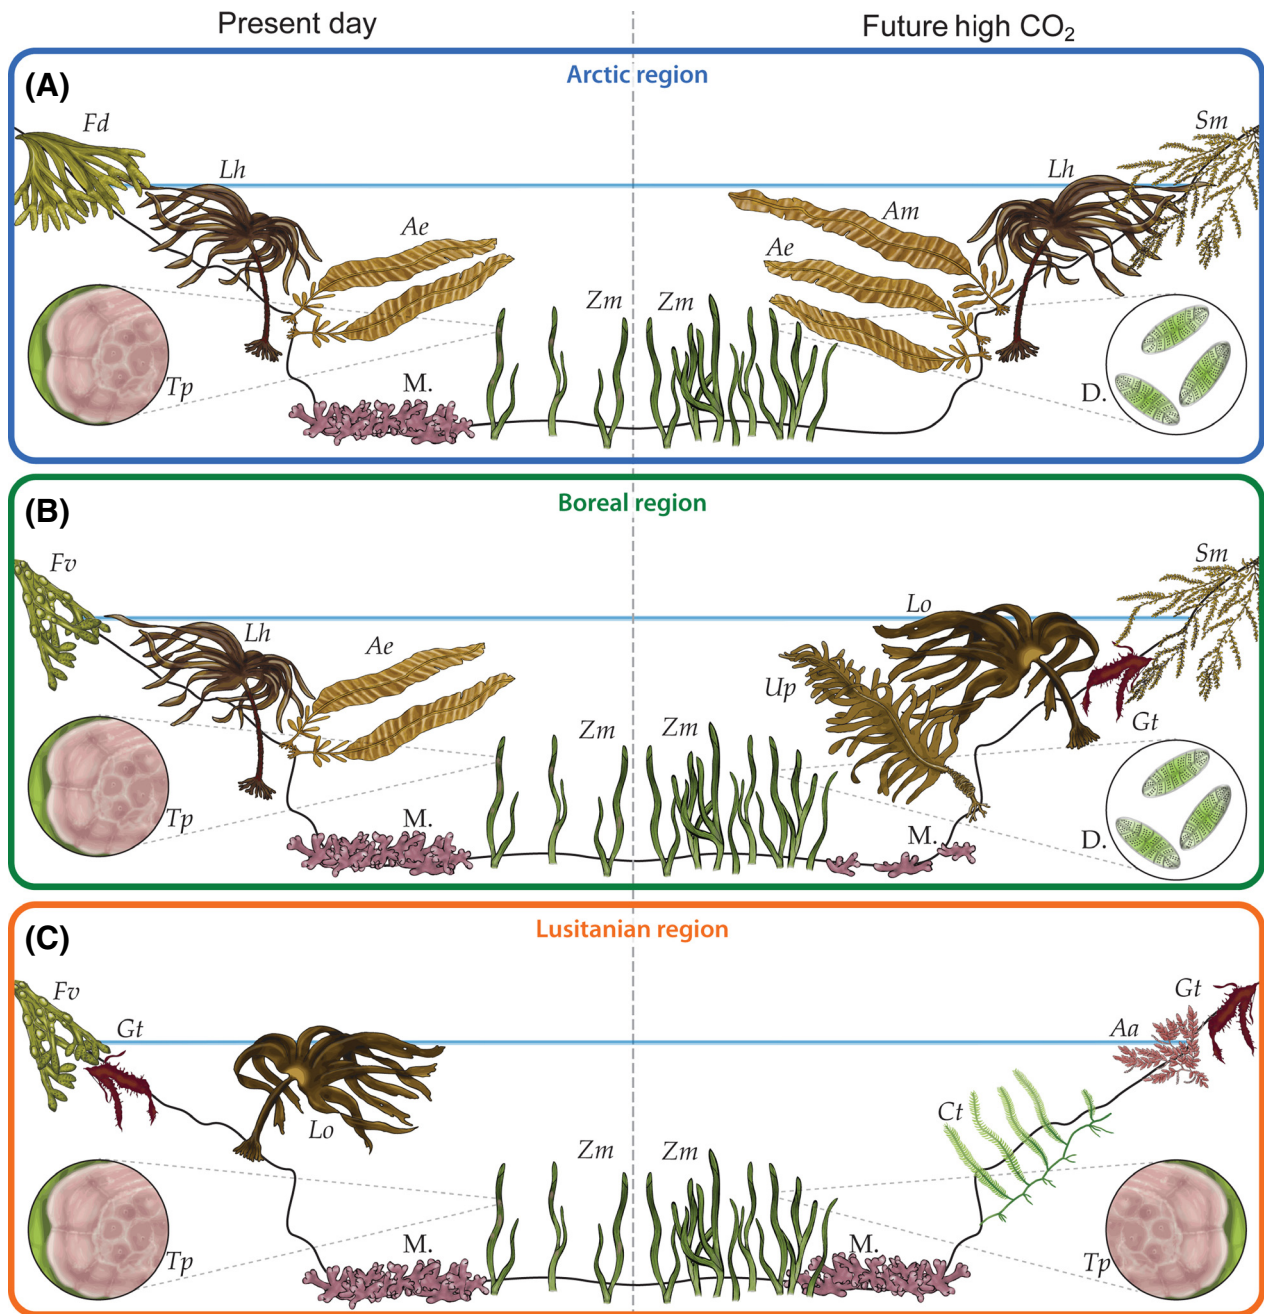 Present day
Future high CO₂
(A)
Arctic region
Fd
Lh
Ae
Zm
Tp
M.
Zm
Ae
Am
Lh
Sm
D.
(B)
Boreal region
Fv
Lh
Ae
Zm
Tp
M.
Zm
Up
Lo
Gt
Sm
M.
D.
(C)
Lusitanian region
Fv
Gt
Lo
Zm
Tp
M.
Zm
Ct
Aa
Gt
M.
Tp